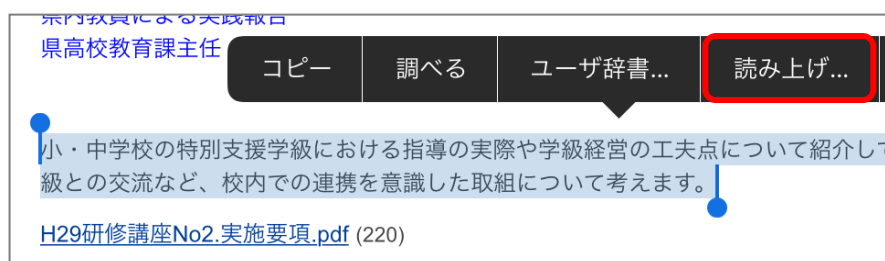 県内教員による実践報告
県高校教育課主任
コピー 調べる ユーザ辞書... 読み上げ...
小・中学校の特別支援学級における指導の実際や学級経営の工夫点について紹介して
級との交流など、校内での連携を意識した取組について考えます。
H29研修講座No2.実施要項.pdf (220)